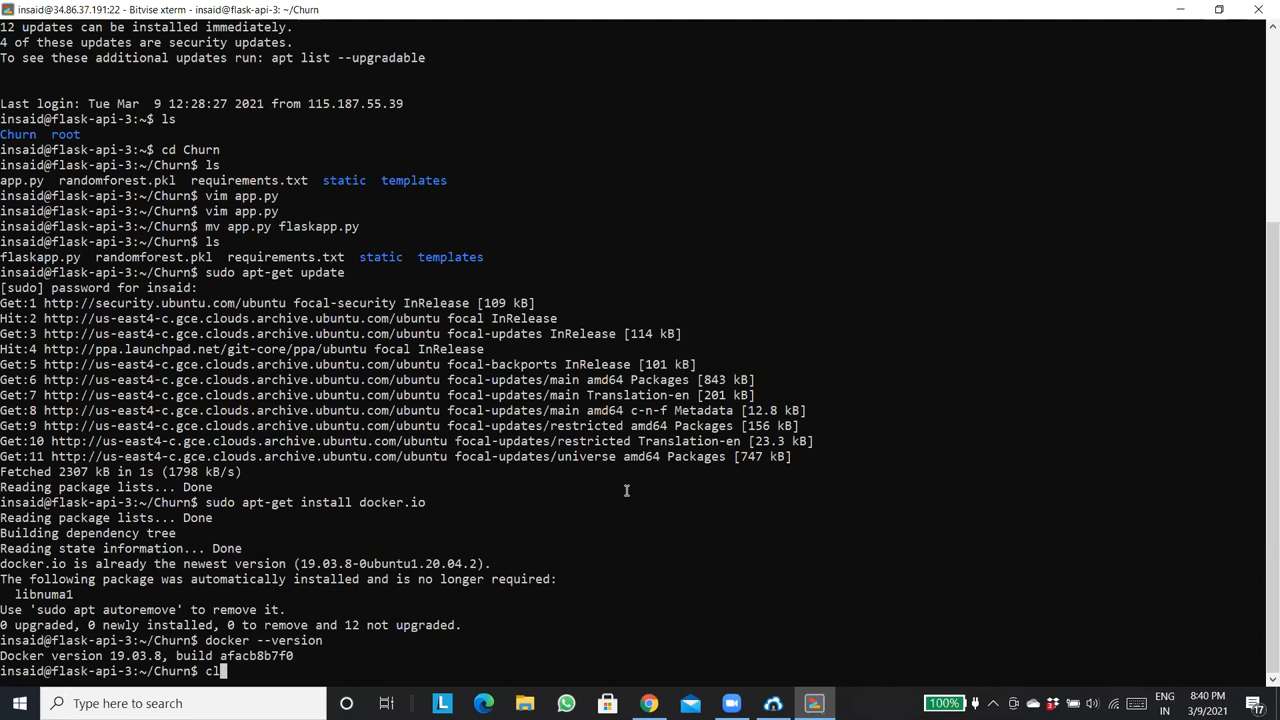 insaid@34.86.37.191:22 - Bitvise xterm - insaid@flask-api-3: ~/Churn
12 updates can be installed immediately.
4 of these updates are security updates.
To see these additional updates run: apt list --upgradable
Last login: Tue Mar  9 12:28:27 2021 from 115.187.55.39
insaid@flask-api-3:~$ ls
Churn  root
insaid@flask-api-3:~$ cd Churn
insaid@flask-api-3:~/Churn$ ls
app.py  randomforest.pkl  requirements.txt  static  templates
insaid@flask-api-3:~/Churn$ vim app.py
insaid@flask-api-3:~/Churn$ vim app.py
insaid@flask-api-3:~/Churn$ mv app.py flaskapp.py
insaid@flask-api-3:~/Churn$ ls
flaskapp.py  randomforest.pkl  requirements.txt  static  templates
insaid@flask-api-3:~/Churn$ sudo apt-get update
[sudo] password for insaid:
Get:1 http://security.ubuntu.com/ubuntu focal-security InRelease [109 kB]
Hit:2 http://us-east4-c.gce.clouds.archive.ubuntu.com/ubuntu focal InRelease
Get:3 http://us-east4-c.gce.clouds.archive.ubuntu.com/ubuntu focal-updates InRelease [114 kB]
Hit:4 http://ppa.launchpad.net/git-core/ppa/ubuntu focal InRelease
Get:5 http://us-east4-c.gce.clouds.archive.ubuntu.com/ubuntu focal-backports InRelease [101 kB]
Get:6 http://us-east4-c.gce.clouds.archive.ubuntu.com/ubuntu focal-updates/main amd64 Packages [843 kB]
Get:7 http://us-east4-c.gce.clouds.archive.ubuntu.com/ubuntu focal-updates/main Translation-en [201 kB]
Get:8 http://us-east4-c.gce.clouds.archive.ubuntu.com/ubuntu focal-updates/main amd64 c-n-f Metadata [12.8 kB]
Get:9 http://us-east4-c.gce.clouds.archive.ubuntu.com/ubuntu focal-updates/restricted amd64 Packages [156 kB]
Get:10 http://us-east4-c.gce.clouds.archive.ubuntu.com/ubuntu focal-updates/restricted Translation-en [23.3 kB]
Get:11 http://us-east4-c.gce.clouds.archive.ubuntu.com/ubuntu focal-updates/universe amd64 Packages [747 kB]
Fetched 2307 kB in 1s (1798 kB/s)
Reading package lists... Done
insaid@flask-api-3:~/Churn$ sudo apt-get install docker.io
Reading package lists... Done
Building dependency tree
Reading state information... Done
docker.io is already the newest version (19.03.8-0ubuntu1.20.04.2).
The following package was automatically installed and is no longer required:
  libnuma1
Use 'sudo apt autoremove' to remove it.
0 upgraded, 0 newly installed, 0 to remove and 12 not upgraded.
insaid@flask-api-3:~/Churn$ docker --version
Docker version 19.03.8, build afacb8b7f0
insaid@flask-api-3:~/Churn$ cl
Type here to search
L
100%
ENG
IN
8:40 PM
3/9/2021
17